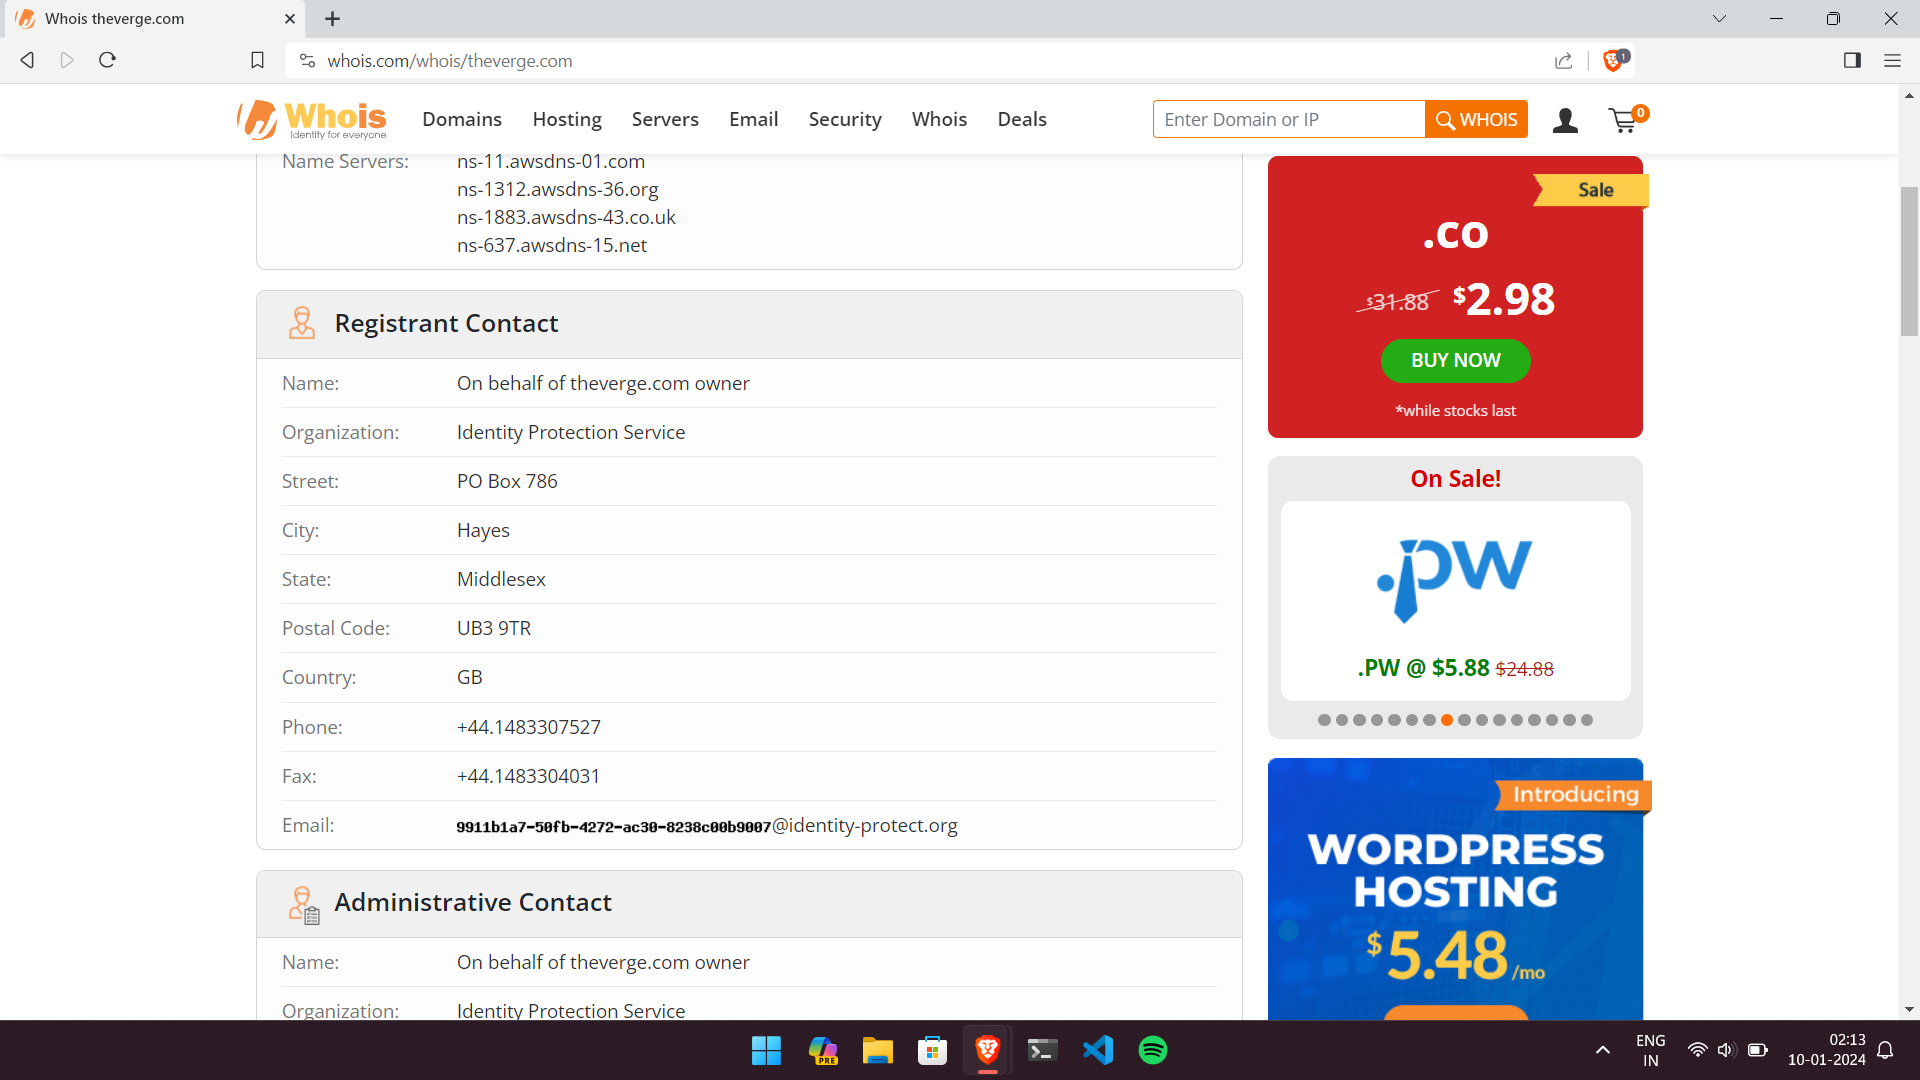 Whois theverge.com
whois.com/whois/theverge.com
1
Whois
Identity for everyone
Domains
Hosting
Servers
Email
Security
Whois
Deals
Enter Domain or IP
WHOIS
0
Name Servers:
ns-11.awsdns-01.com
ns-1312.awsdns-36.org
ns-1883.awsdns-43.co.uk
ns-637.awsdns-15.net
Registrant Contact
Name: On behalf of theverge.com owner
Organization: Identity Protection Service
Street: PO Box 786
City: Hayes
State: Middlesex
Postal Code: UB3 9TR
Country: GB
Phone: +44.1483307527
Fax: +44.1483304031
Email: 9911b1a7-50fb-4272-ac30-8238c00b9007@identity-protect.org
Administrative Contact
Name: On behalf of theverge.com owner
Organization: Identity Protection Service
Sale
.co
$31.88 $2.98
BUY NOW
*while stocks last
On Sale!
.pw
.PW @ $5.88 $24.88
Introducing
WORDPRESS
HOSTING
$5.48/mo
PRE
ENG
IN
02:13
10-01-2024